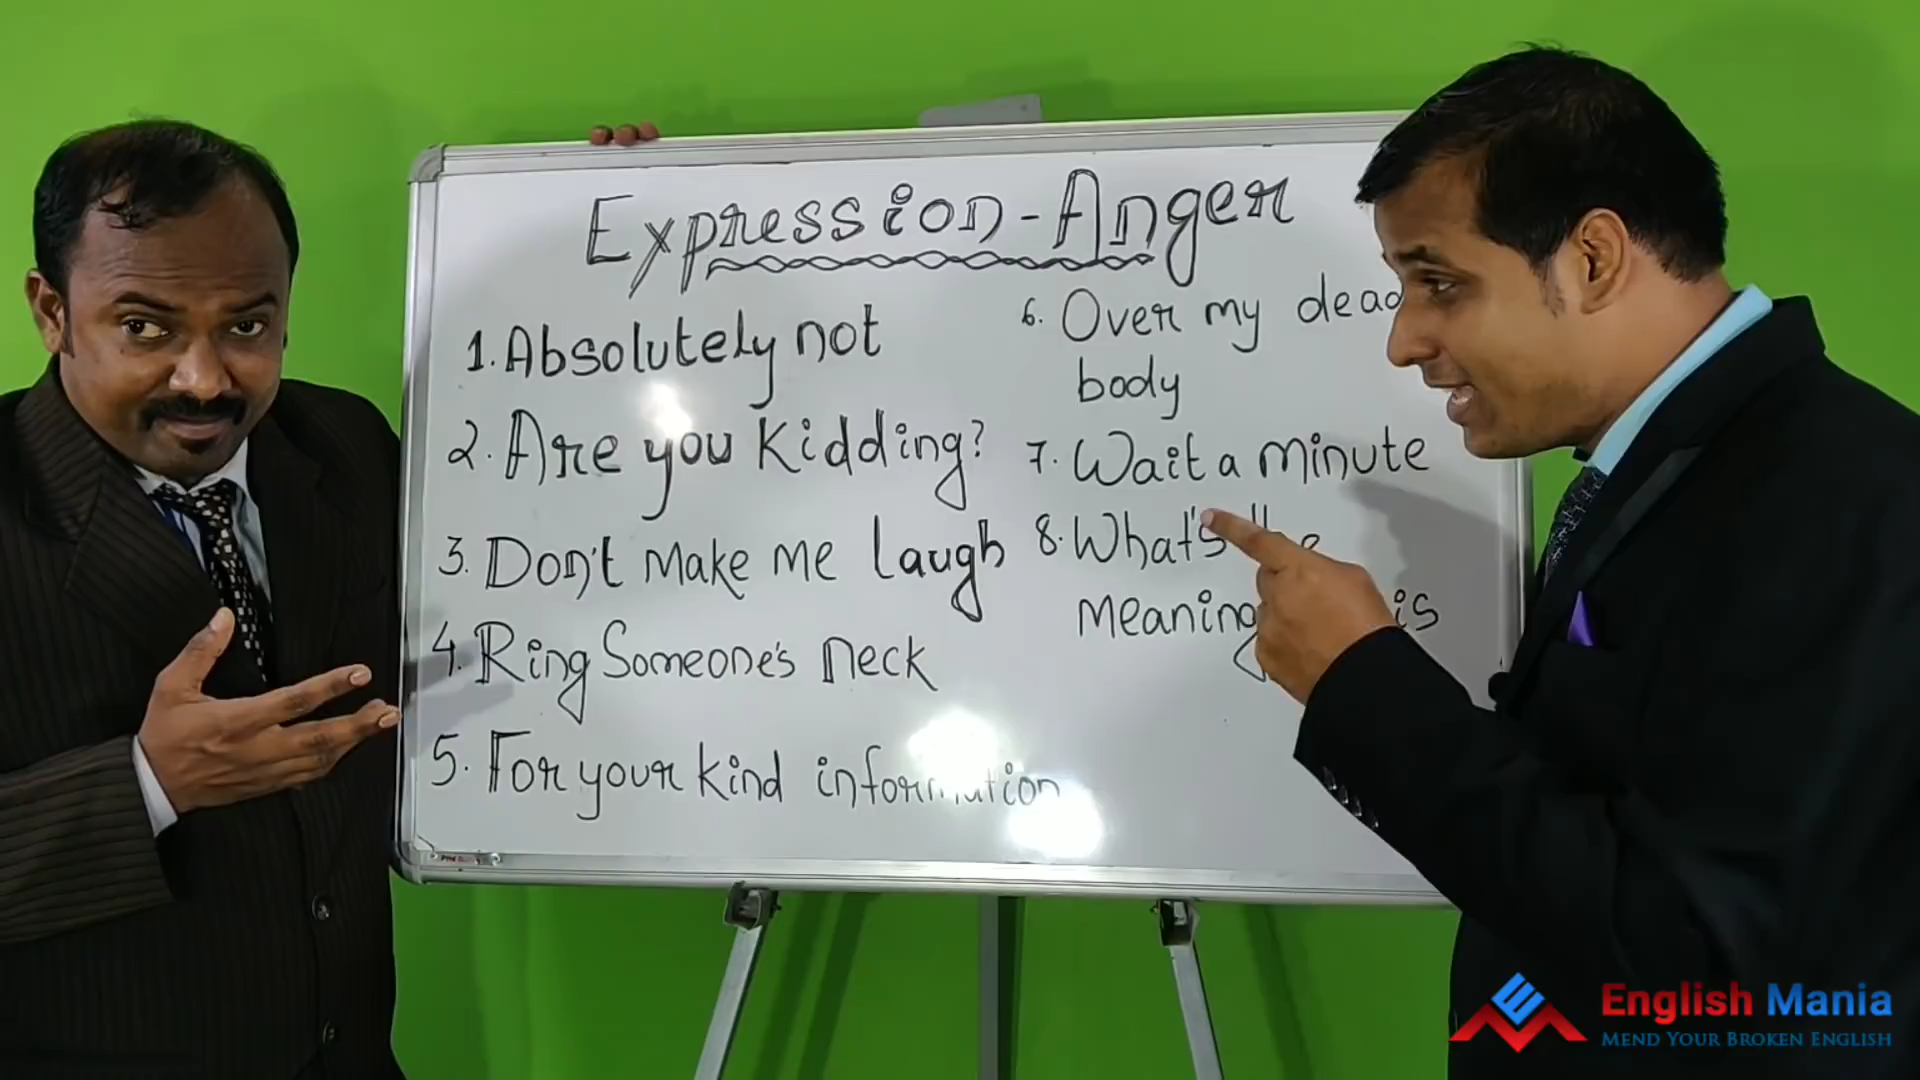 Expression - Anger
1. Absolutely not
2. Are you kidding?
3. Don't make me laugh
4. Ring Someone's neck
5. For your kind information
6. Over my dead
body
7. Wait a minute
8. What's
meaning is
English Mania
MEND YOUR BROKEN ENGLISH